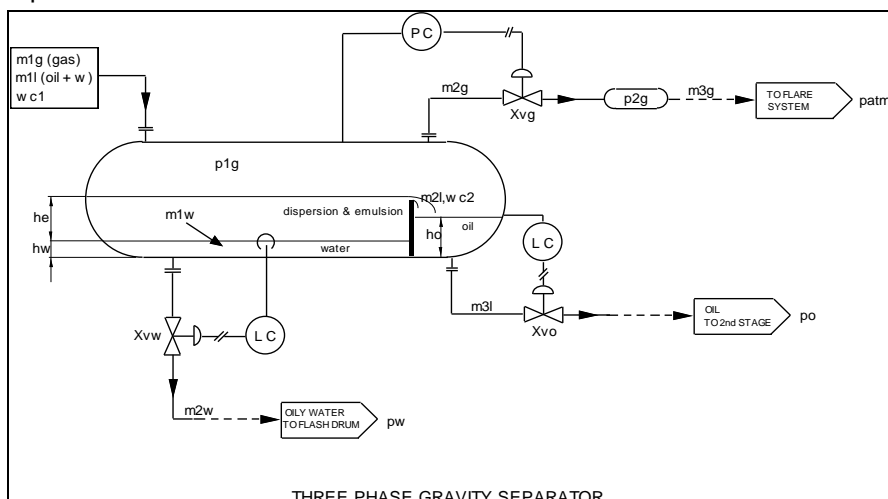 m1g (gas)
m1l (oil + w)
w c1
PC
m2g
Xvg
p2g
m3g
TO FLARE
SYSTEM
patm
p1g
he
hw
m1w
dispersion & emulsion
m2l,w c2
ho
oil
water
LC
m3l
Xvo
OIL
TO 2nd STAGE
po
Xvw
LC
m2w
OILY WATER
TO FLASH DRUM
pw
THREE PHASE GRAVITY SEPARATOR